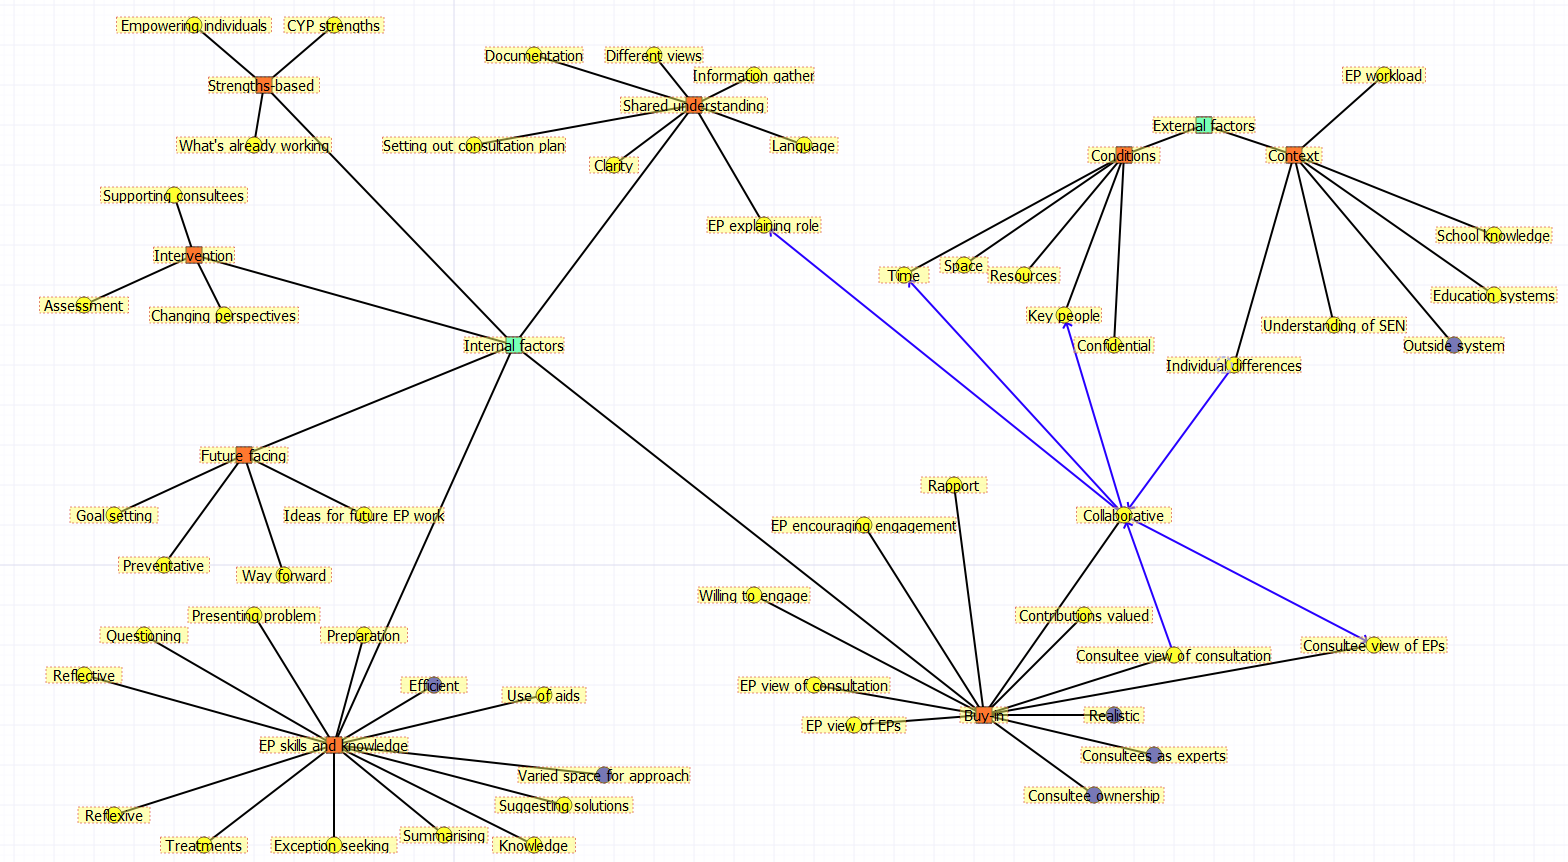 Empowering individuals
CYP strengths
Strengths-based
What's already working
Documentation
Different views
Information gather
Shared understanding
Setting out consultation plan
Clarity
Language
EP explaining role
EP workload
External factors
Conditions
Context
Time
Space
Resources
Key people
Confidential
School knowledge
Education systems
Understanding of SEN
Outside system
Individual differences
Supporting consultees
Intervention
Assessment
Changing perspectives
Internal factors
Future facing
Goal setting
Ideas for future EP work
Preventative
Way forward
Rapport
EP encouraging engagement
Collaborative
Willing to engage
Contributions valued
Consultee view of consultation
Consultee view of EPs
EP view of consultation
EP view of EPs
Buy-in
Realistic
Consultees as experts
Consultee ownership
Presenting problem
Questioning
Preparation
Reflective
Efficient
Use of aids
EP skills and knowledge
Varied space for approach
Suggesting solutions
Reflexive
Treatments
Exception seeking
Summarising
Knowledge